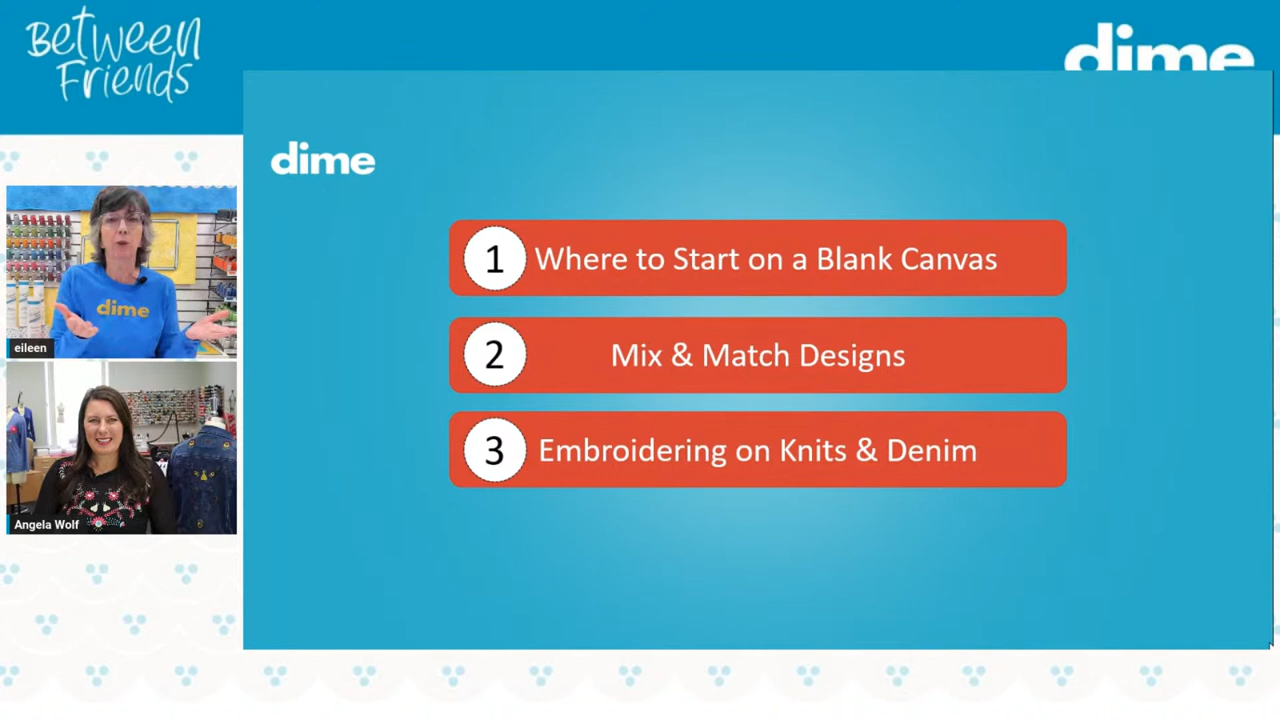 Between
Friends
dime
dime
1 Where to Start on a Blank Canvas
2 Mix & Match Designs
3 Embroidering on Knits & Denim
dime
eileen
Angela Wolf